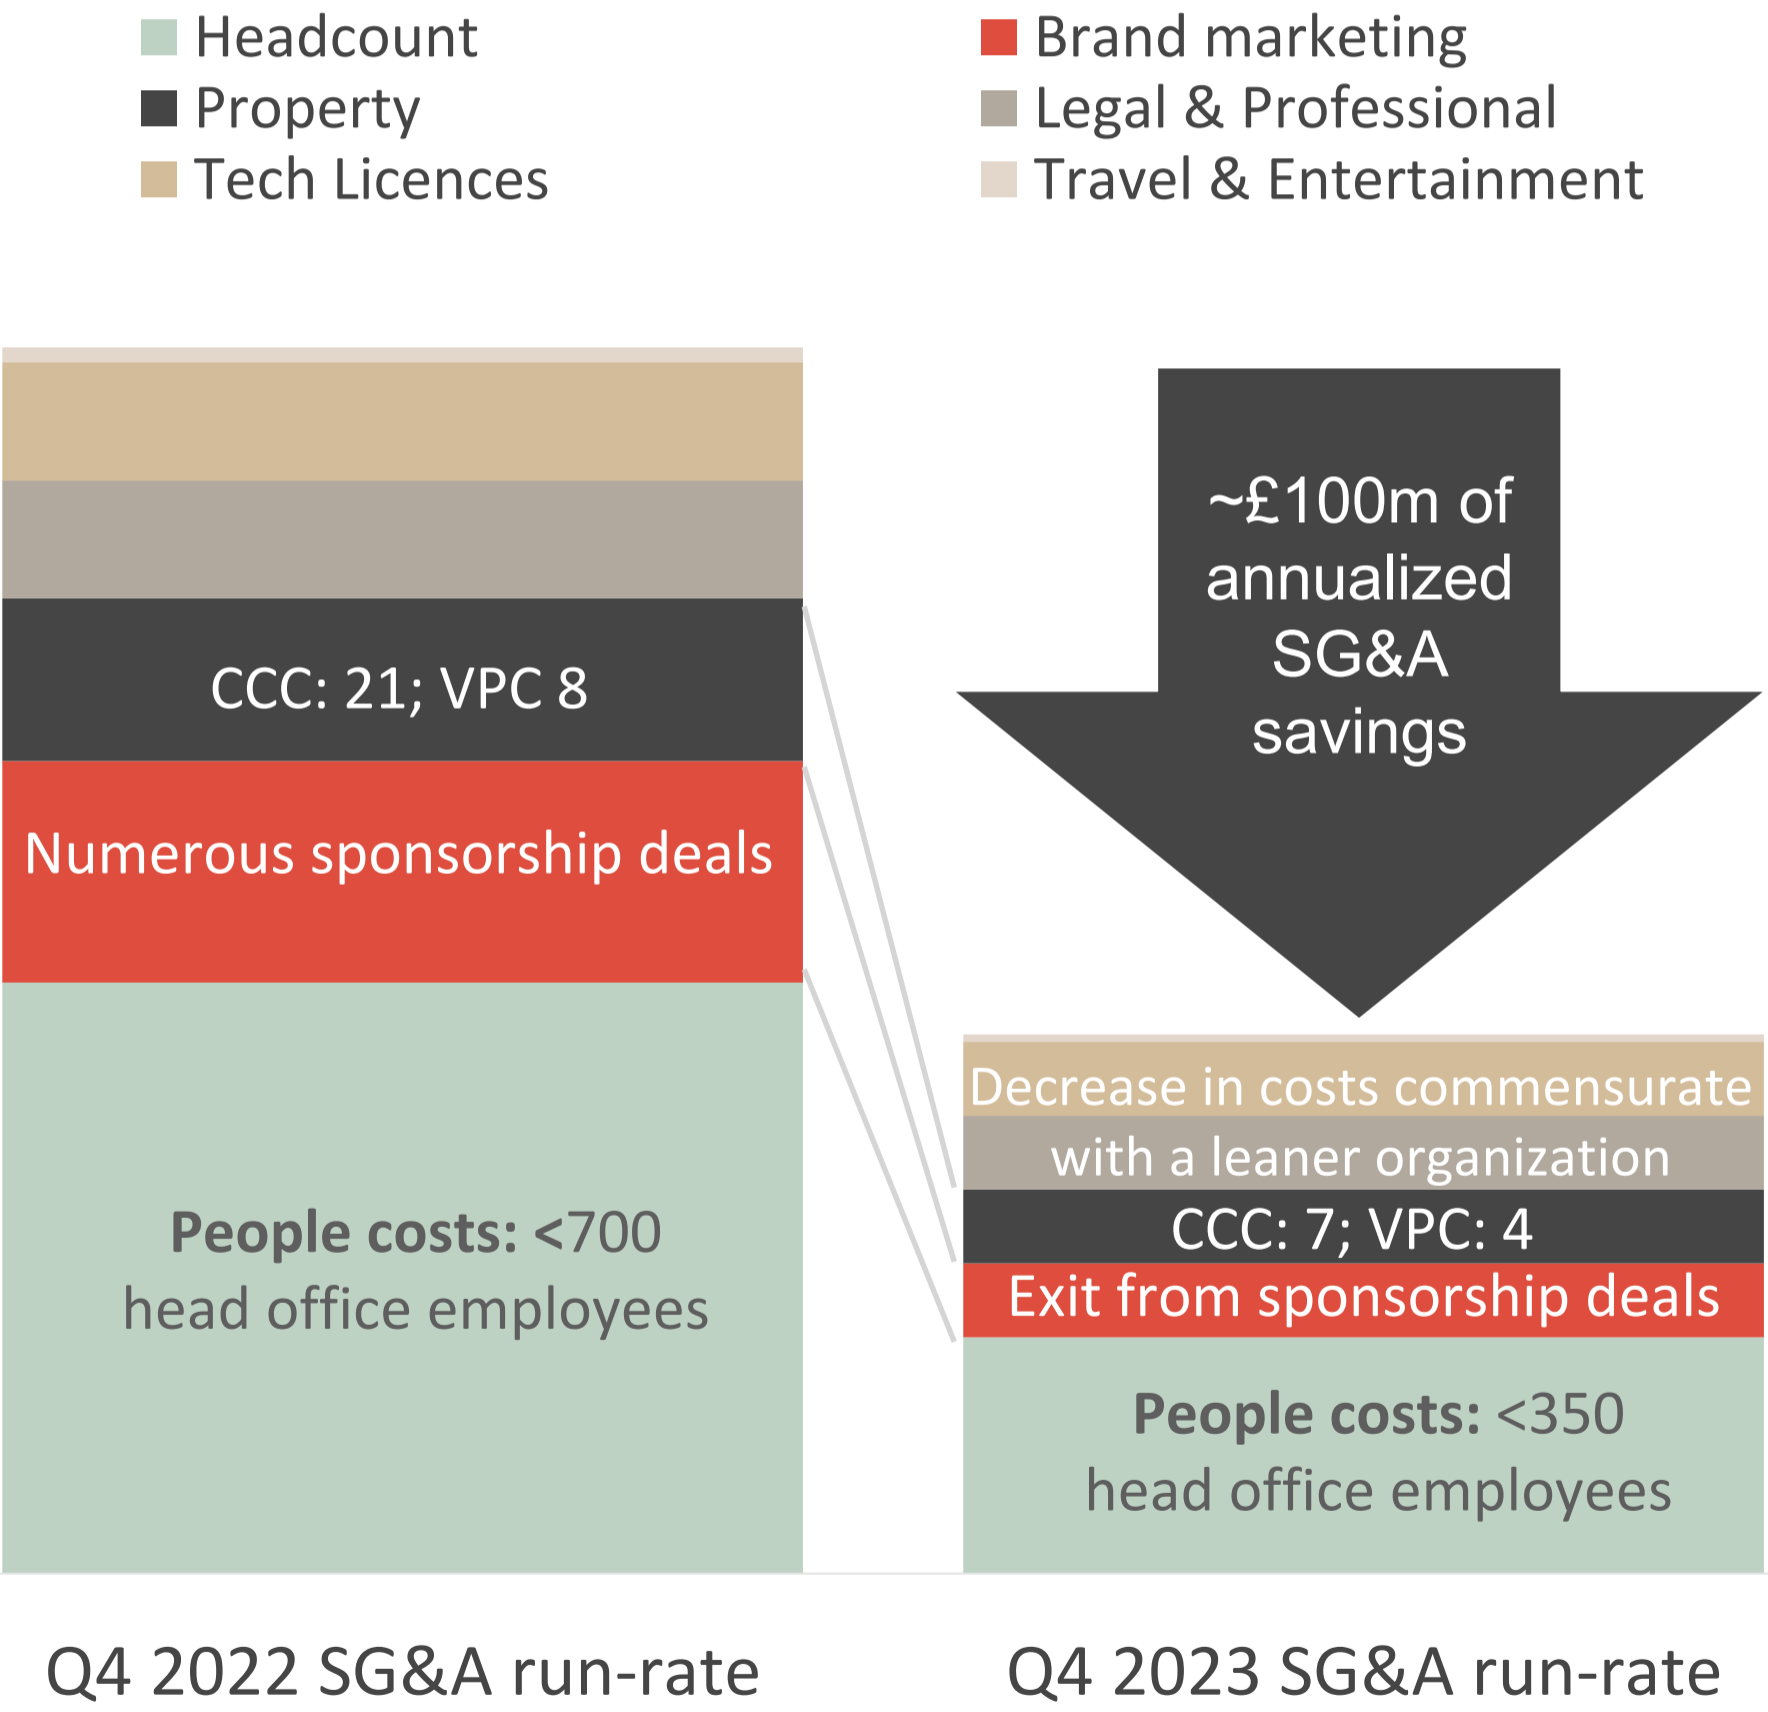 Headcount
Property
Tech Licences
Brand marketing
Legal & Professional
Travel & Entertainment
CCC: 21; VPC 8
Numerous sponsorship deals
People costs: <700
head office employees
~£100m of
annualized
SG&A
savings
Decrease in costs commensurate
with a leaner organization
CCC: 7; VPC: 4
Exit from sponsorship deals
People costs: <350
head office employees
Q4 2022 SG&A run-rate
Q4 2023 SG&A run-rate